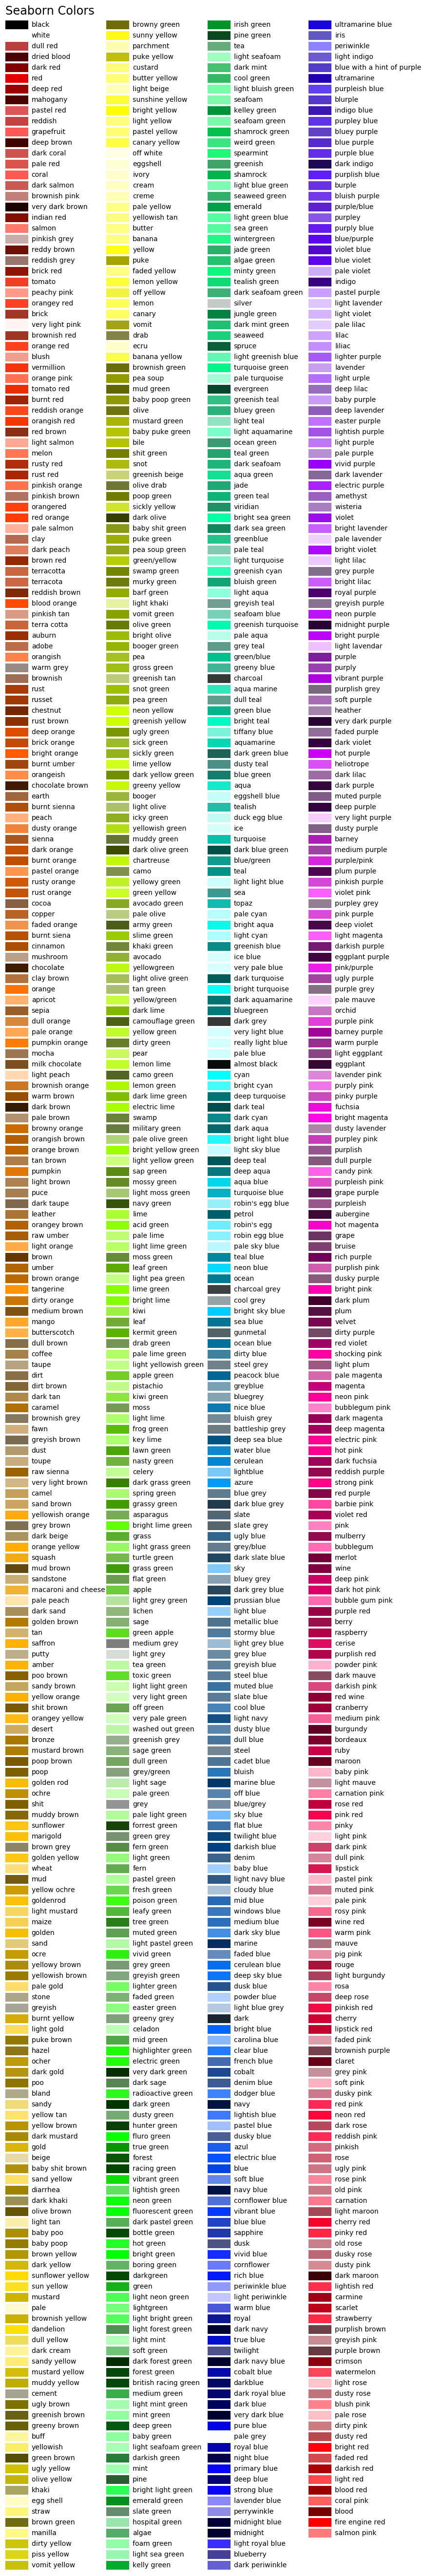 Seaborn Colors
black
white
dull red
dried blood
dark red
red
deep red
mahogany
pastel red
reddish
grapefruit
deep brown
dark coral
pale red
coral
dark salmon
brownish pink
very dark brown
indian red
salmon
pinkish grey
reddy brown
reddish grey
brick red
tomato
peachy pink
orangey red
brick
very light pink
brownish red
orange red
blush
vermillion
orange pink
tomato red
burnt red
reddish orange
orangish red
red brown
light salmon
melon
rusty red
rust red
pinkish orange
pinkish brown
orangered
red orange
pale salmon
clay
dark peach
brown red
terracotta
terracota
reddish brown
blood orange
pinkish tan
terra cotta
auburn
adobe
orangish
warm grey
brownish
rust
russet
chestnut
rust brown
deep orange
brick orange
bright orange
burnt umber
orangeish
chocolate brown
earth
burnt sienna
peach
dusty orange
sienna
dark orange
burnt orange
pastel orange
rusty orange
rust orange
cocoa
copper
faded orange
burnt siena
cinnamon
mushroom
chocolate
clay brown
orange
apricot
sepia
dull orange
pale orange
pumpkin orange
mocha
milk chocolate
light peach
brownish orange
warm brown
dark brown
pale brown
browny orange
orangish brown
orange brown
tan brown
pumpkin
light brown
puce
dark taupe
leather
orangey brown
raw umber
light orange
brown
umber
brown orange
tangerine
dirty orange
medium brown
mango
butterscotch
dull brown
coffee
taupe
dirt
dirt brown
dark tan
caramel
brownish grey
fawn
greyish brown
dust
toupe
raw sienna
very light brown
camel
sand brown
yellowish orange
grey brown
dark beige
orange yellow
squash
mud brown
sandstone
macaroni and cheese
pale peach
dark sand
golden brown
tan
saffron
putty
amber
poo brown
sandy brown
yellow orange
shit brown
orangey yellow
desert
bronze
mustard brown
poop brown
poop
golden rod
ochre
shit
muddy brown
sunflower
marigold
brown grey
golden yellow
wheat
mud
yellow ochre
goldenrod
light mustard
maize
golden
sand
ocre
yellowy brown
yellowish brown
pale gold
stone
greyish
burnt yellow
light gold
puke brown
hazel
ocher
dark gold
poo
bland
sandy
yellow tan
yellow brown
dark mustard
gold
beige
baby shit brown
sand yellow
diarrhea
dark khaki
olive brown
light tan
baby poo
baby poop
brown yellow
dark yellow
sunflower yellow
sun yellow
mustard
pale
brownish yellow
dandelion
dull yellow
dark cream
sandy yellow
mustard yellow
muddy yellow
cement
ugly brown
greenish brown
greeny brown
buff
yellowish
green brown
ugly yellow
olive yellow
khaki
egg shell
straw
brown green
manilla
dirty yellow
piss yellow
vomit yellow
browny green
sunny yellow
parchment
puke yellow
custard
butter yellow
light beige
sunshine yellow
bright yellow
light yellow
pastel yellow
canary yellow
off white
eggshell
ivory
cream
creme
pale yellow
yellowish tan
butter
banana
yellow
puke
faded yellow
lemon yellow
off yellow
lemon
canary
vomit
drab
ecru
banana yellow
brownish green
pea soup
mud green
baby poop green
olive
mustard green
baby puke green
bile
shit green
snot
greenish beige
olive drab
poop green
sickly yellow
dark olive
baby shit green
puke green
pea soup green
green/yellow
swamp green
murky green
barf green
light khaki
vomit green
olive green
bright olive
booger green
pea
gross green
greenish tan
snot green
pea green
neon yellow
greenish yellow
ugly green
sick green
sickly green
lime yellow
dark yellow green
greeny yellow
booger
light olive
icky green
yellowish green
muddy green
dark olive green
chartreuse
camo
yellowy green
green yellow
avocado green
pale olive
army green
slime green
khaki green
avocado
yellowgreen
light olive green
tan green
yellow/green
dark lime
camouflage green
yellow green
dirty green
pear
lemon lime
camo green
lemon green
dark lime green
electric lime
swamp
military green
pale olive green
bright yellow green
light yellow green
sap green
mossy green
light moss green
navy green
lime
acid green
pale lime
light lime green
moss green
leaf green
light pea green
lime green
bright lime
kiwi
leaf
kermit green
drab green
pale lime green
light yellowish green
apple green
pistachio
kiwi green
moss
light lime
frog green
key lime
lawn green
nasty green
celery
dark grass green
spring green
grassy green
asparagus
bright lime green
grass
light grass green
turtle green
grass green
flat green
apple
light grey green
lichen
sage
green apple
medium grey
light grey
tea green
toxic green
light light green
very light green
off green
very pale green
washed out green
greenish grey
sage green
dull green
grey/green
light sage
pale green
grey
pale light green
forrest green
green grey
fern green
light green
fern
pastel green
fresh green
poison green
leafy green
tree green
muted green
light pastel green
vivid green
grey green
greyish green
lighter green
faded green
easter green
greeny grey
celadon
mid green
highlighter green
electric green
very dark green
dark sage
radioactive green
dark green
dusty green
hunter green
fluro green
true green
forest
racing green
vibrant green
lightish green
neon green
fluorescent green
dark pastel green
bottle green
hot green
bright green
boring green
darkgreen
green
light neon green
lightgreen
light bright green
light forest green
light mint
soft green
dark forest green
forest green
british racing green
medium green
light mint green
mint green
deep green
baby green
light seafoam green
darkish green
mint
pine
bright light green
emerald green
slate green
hospital green
algae
foam green
light sea green
kelly green
irish green
pine green
tea
light seafoam
dark mint
cool green
light bluish green
seafoam
kelley green
seafoam green
shamrock green
weird green
spearmint
greenish
shamrock
light blue green
seaweed green
emerald
light green blue
sea green
wintergreen
jade green
algae green
minty green
tealish green
dark seafoam green
silver
jungle green
dark mint green
seaweed
spruce
light greenish blue
turquoise green
pale turquoise
evergreen
greenish teal
bluey green
light teal
light aquamarine
ocean green
teal green
dark seafoam
aqua green
jade
green teal
viridian
bright sea green
dark sea green
greenblue
pale teal
light turquoise
greenish cyan
bluish green
light aqua
greyish teal
seafoam blue
greenish turquoise
pale aqua
grey teal
green/blue
greeny blue
charcoal
aqua marine
dull teal
green blue
bright teal
tiffany blue
aquamarine
dark green blue
dusty teal
blue green
aqua
eggshell blue
tealish
duck egg blue
ice
turquoise
dark blue green
blue/green
teal
light light blue
sea
topaz
pale cyan
bright aqua
light cyan
greenish blue
ice blue
very pale blue
dark turquoise
bright turquoise
dark aquamarine
bluegreen
dark grey
very light blue
really light blue
pale blue
almost black
cyan
bright cyan
deep turquoise
dark teal
dark cyan
dark aqua
bright light blue
light sky blue
deep teal
deep aqua
aqua blue
turquoise blue
robin's egg blue
petrol
robin's egg
robin egg blue
pale sky blue
teal blue
neon blue
ocean
charcoal grey
cool grey
bright sky blue
sea blue
gunmetal
ocean blue
dirty blue
steel grey
peacock blue
greyblue
bluegrey
nice blue
bluish grey
battleship grey
deep sea blue
water blue
cerulean
lightblue
azure
blue grey
dark blue grey
slate
slate grey
ugly blue
grey/blue
dark slate blue
sky
bluey grey
dark grey blue
prussian blue
light blue
metallic blue
stormy blue
light grey blue
grey blue
greyish blue
steel blue
muted blue
slate blue
cool blue
light navy
dusty blue
dull blue
steel
cadet blue
bluish
marine blue
off blue
blue/grey
sky blue
flat blue
twilight blue
darkish blue
denim
baby blue
light navy blue
cloudy blue
mid blue
windows blue
medium blue
dark sky blue
marine
faded blue
cerulean blue
deep sky blue
dusk blue
powder blue
light blue grey
dark
bright blue
carolina blue
clear blue
french blue
cobalt
denim blue
dodger blue
navy
lightish blue
pastel blue
dusky blue
azul
electric blue
blue
soft blue
navy blue
cornflower blue
vibrant blue
blue blue
sapphire
dusk
vivid blue
cornflower
rich blue
periwinkle blue
light periwinkle
warm blue
royal
dark navy
true blue
twilight
dark navy blue
cobalt blue
darkblue
dark royal blue
dark blue
very dark blue
pure blue
pale grey
royal blue
night blue
primary blue
deep blue
strong blue
lavender blue
perrywinkle
midnight blue
midnight
light royal blue
blueberry
dark periwinkle
ultramarine blue
iris
periwinkle
light indigo
blue with a hint of purple
ultramarine
purpleish blue
blurple
indigo blue
purpley blue
bluey purple
blue purple
purple blue
dark indigo
purplish blue
burple
bluish purple
purple/blue
purpley
purply blue
blue/purple
violet blue
blue violet
pale violet
indigo
pastel purple
light lavender
light violet
pale lilac
lilac
liliac
lighter purple
lavender
light urple
deep lilac
baby purple
deep lavender
easter purple
lightish purple
light purple
pale purple
vivid purple
dark lavender
electric purple
amethyst
wisteria
violet
bright lavender
pale lavender
bright violet
light lilac
grey purple
bright lilac
royal purple
greyish purple
neon purple
midnight purple
bright purple
light lavendar
purple
purply
vibrant purple
purplish grey
soft purple
heather
very dark purple
faded purple
dark violet
hot purple
heliotrope
dark lilac
dark purple
muted purple
deep purple
very light purple
dusty purple
barney
medium purple
purple/pink
pinkish purple
plum purple
violet pink
purpley grey
pink purple
deep violet
light magenta
darkish purple
eggplant purple
pink/purple
ugly purple
purple grey
pale mauve
orchid
purple pink
barney purple
warm purple
light eggplant
eggplant
lavender pink
purply pink
pinky purple
fuchsia
bright magenta
dusty lavender
purpley pink
purplish
dull purple
candy pink
purpleish pink
grape purple
purpleish
aubergine
hot magenta
grape
bruise
rich purple
purplish pink
dusky purple
bright pink
dark plum
plum
velvet
dirty purple
red violet
shocking pink
light plum
pale magenta
magenta
neon pink
bubblegum pink
dark magenta
deep magenta
electric pink
hot pink
dark fuchsia
reddish purple
strong pink
red purple
barbie pink
violet red
pink
mulberry
bubblegum
merlot
wine
deep pink
dark hot pink
bubble gum pink
purple red
berry
raspberry
cerise
purplish red
powder pink
dark mauve
darkish pink
red wine
cranberry
medium pink
burgundy
bordeaux
ruby
maroon
baby pink
light mauve
carnation pink
rose red
pink red
pinky
light pink
dark pink
dull pink
lipstick
pastel pink
muted pink
pale pink
rosy pink
wine red
warm pink
mauve
pig pink
rouge
light burgundy
rosa
deep rose
pinkish red
cherry
lipstick red
faded pink
brownish purple
claret
grey pink
soft pink
dusky pink
red pink
neon red
dark rose
reddish pink
pinkish
rose
ugly pink
rose pink
old pink
carnation
light maroon
cherry red
pinky red
old rose
dusky rose
dusty pink
dark maroon
lightish red
carmine
scarlet
strawberry
purplish brown
greyish pink
purple brown
crimson
watermelon
light rose
dusty rose
blush pink
pale rose
dirty pink
dusty red
bright red
faded red
darkish red
light red
blood red
coral pink
blood
fire engine red
salmon pink